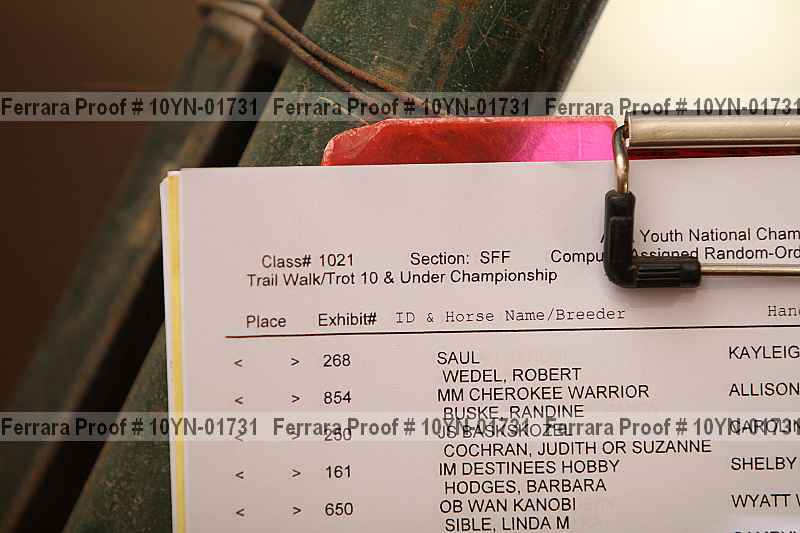 Ferrara Proof # 10YN-01731 Ferrara Proof # 10YN-01731 Ferrara Proof # 10YN-01731
Youth National Cham
Class# 1021 Section: SFF Compu Assigned Random-Ord
Trail Walk/Trot 10 & Under Championship
Place Exhibit# ID & Horse Name/Breeder Han
< > 268 SAUL KAYLEIG
WEDEL, ROBERT
< > 854 MM CHEROKEE WARRIOR ALLISON
BUSKE, RANDINE
Ferrara Proof # 10YN-01731 Ferrara Proof # 10YN-01731 Ferrara Proof # 10YN-01731
< > 250 JS BASKSKOZEL CAROLIN
COCHRAN, JUDITH OR SUZANNE
< > 161 IM DESTINEES HOBBY SHELBY
HODGES, BARBARA
< > 650 OB WAN KANOBI WYATT W
SIBLE, LINDA M